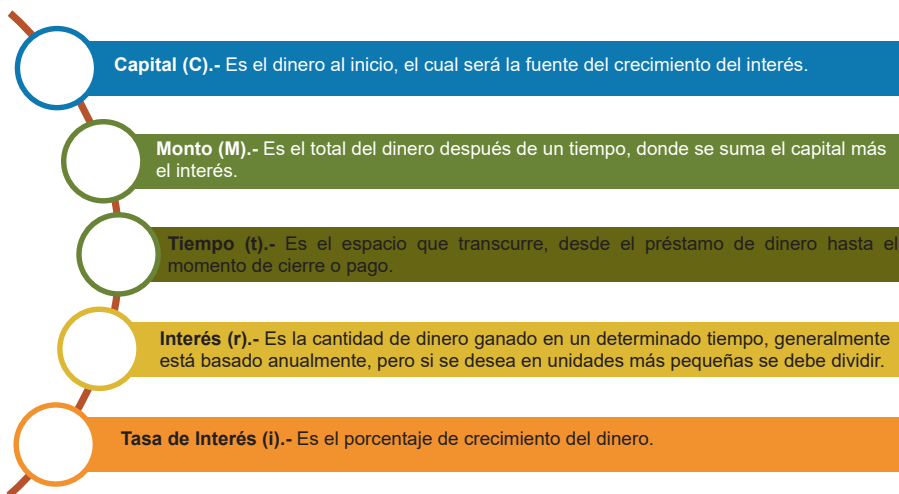 Capital (C).- Es el dinero al inicio, el cual será la fuente del crecimiento del interés.
Monto (M).- Es el total del dinero después de un tiempo, donde se suma el capital más
el interés.
Tiempo (t).- Es el espacio que transcurre, desde el préstamo de dinero hasta el
momento de cierre o pago.
Interés (r).- Es la cantidad de dinero ganado en un determinado tiempo, generalmente
está basado anualmente, pero si se desea en unidades más pequeñas se debe dividir.
Tasa de Interés (i).- Es el porcentaje de crecimiento del dinero.